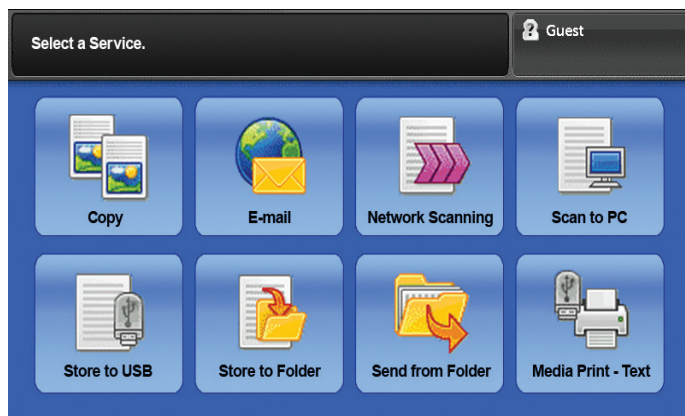 Select a Service.
Guest
Copy
E-mail
Network Scanning
Scan to PC
Store to USB
Store to Folder
Send from Folder
Media Print - Text